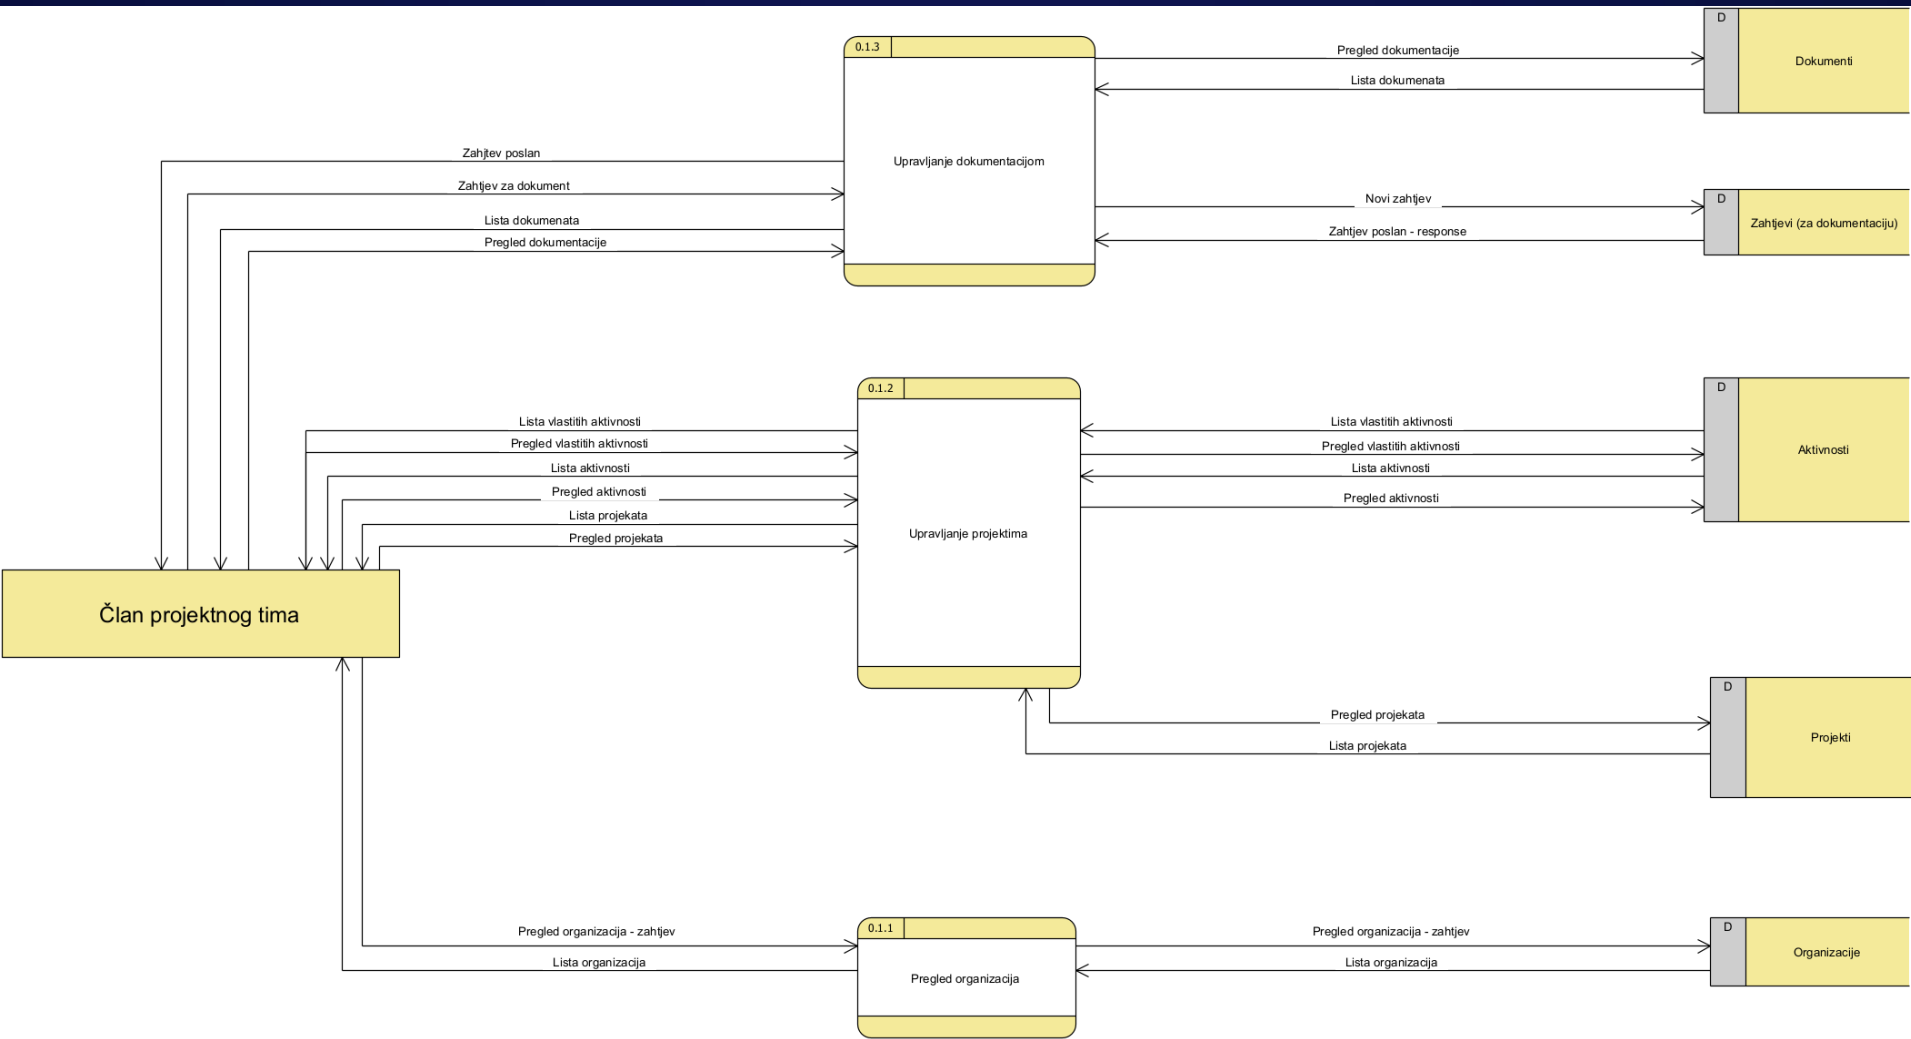 D
0.1.3
Pregled dokumentacije
Dokumenti
Lista dokumenata
Zahjtev poslan
Upravljanje dokumentacijom
Zahtjev za dokument
D
Novi zahtjev
Lista dokumenata
Zahtjevi (za dokumentaciju)
Zahtjev poslan - response
Pregled dokumentacije
0.1.2
D
Lista vlastitih aktivnosti
Lista vlastitih aktivnosti
Pregled vlastitih aktivnosti
Pregled vlastitih aktivnosti
Aktivnosti
Lista aktivnosti
Lista aktivnosti
Pregled aktivnosti
Pregled aktivnosti
Lista projekata
Upravljanje projektima
Pregled projekata
Član projektnog tima
D
Pregled projekata
Projekti
Lista projekata
0.1.1
D
Pregled organizacija - zahtjev
Pregled organizacija - zahtjev
Organizacije
Lista organizacija
Lista organizacija
Pregled organizacija